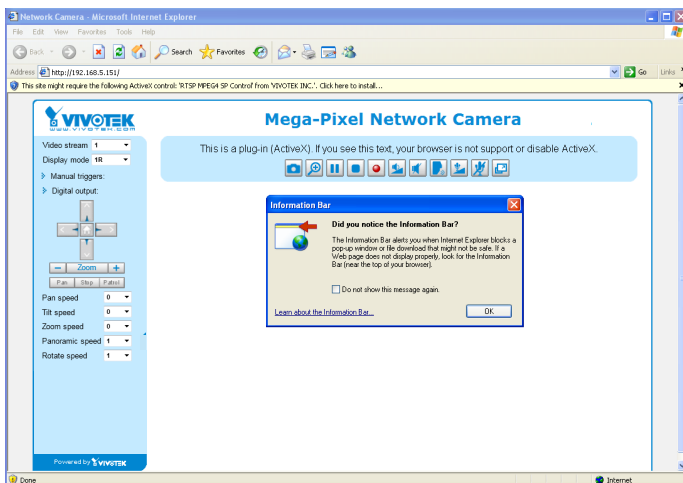 Network Camera - Microsoft Internet Explorer
File Edit View Favorites Tools Help
Back Search Favorites
Address http://192.168.5.151/ Go Links
This site might require the following ActiveX control: 'RTSP MPEG4 SP Control' from 'VIVOTEK INC.'. Click here to install...
VIVOTEK
www.vivotek.com
Mega-Pixel Network Camera
Video stream 1
Display mode 1R
Manual triggers:
Digital output:
Zoom
Pan Stop Patrol
Pan speed 0
Tilt speed 0
Zoom speed 0
Panoramic speed 1
Rotate speed 1
Powered by VIVOTEK
This is a plug-in (ActiveX). If you see this text, your browser is not support or disable ActiveX.
Information Bar
Did you notice the Information Bar?
The Information Bar alerts you when Internet Explorer blocks a
pop-up window or file download that might not be safe. If a
Web page does not display properly, look for the Information
Bar (near the top of your browser).
Do not show this message again.
Learn about the Information Bar...
OK
Done
Internet